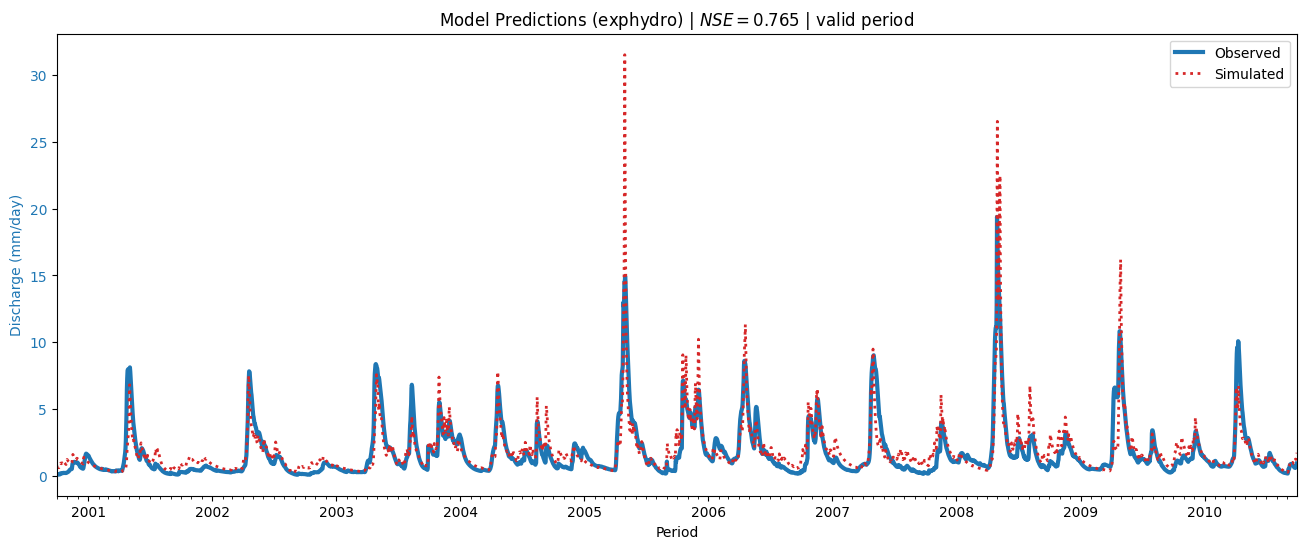 Model Predictions (exphydro) | NSE = 0.765 | valid period
Observed
Simulated
Discharge (mm/day)
30
25
20
15
10
5
0
2001 2002 2003 2004 2005 2006 2007 2008 2009 2010
Period